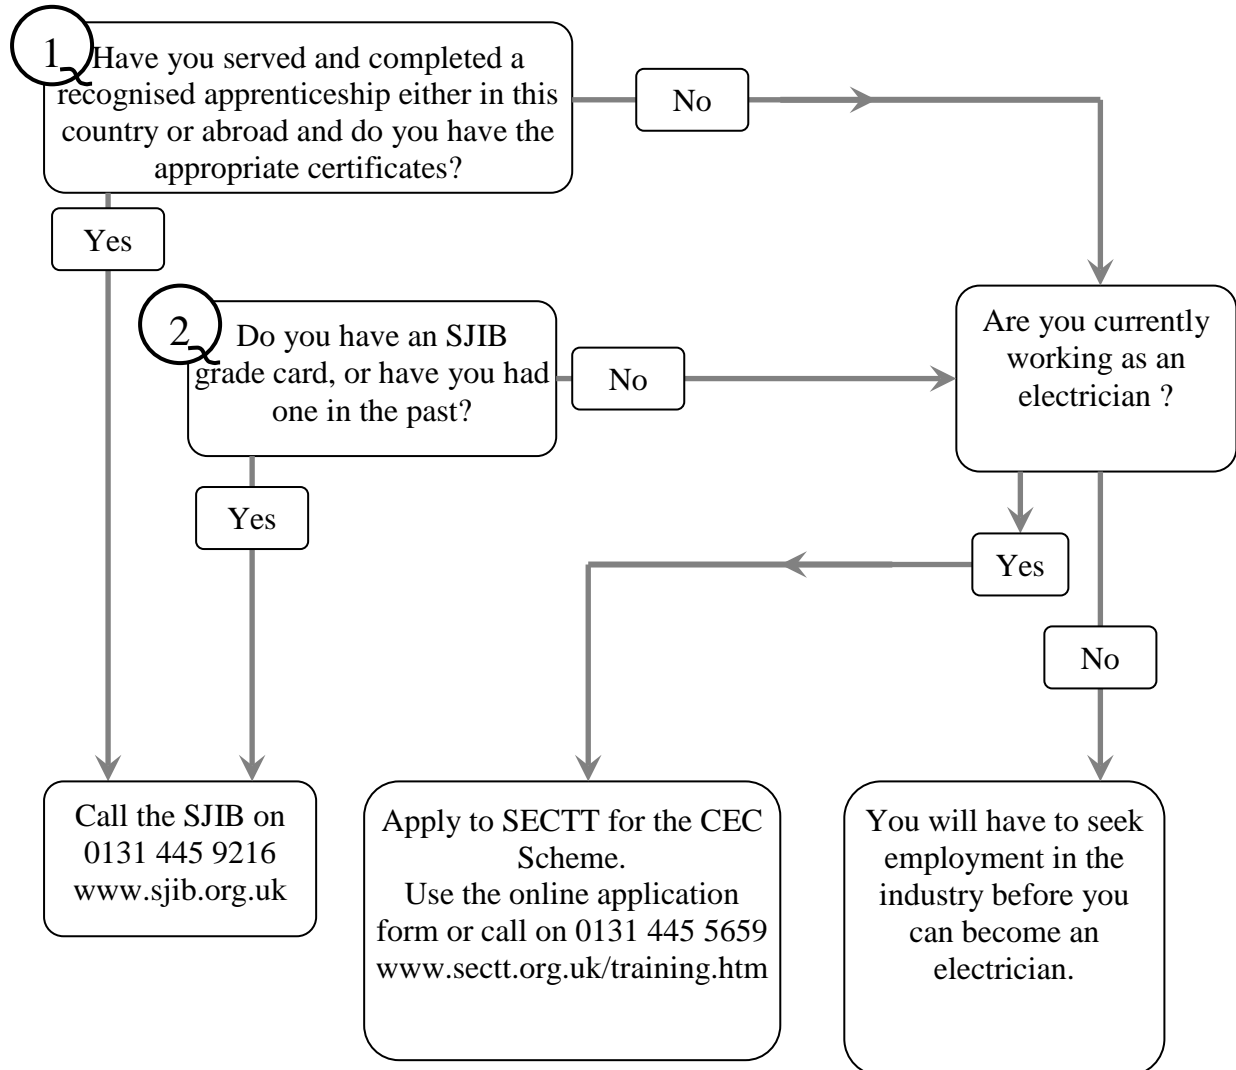 1
Have you served and completed a
recognised apprenticeship either in this
country or abroad and do you have the
appropriate certificates?
No
Yes
2
Do you have an SJIB
grade card, or have you had
one in the past?
No
Are you currently
working as an
electrician ?
Yes
Yes
No
Call the SJIB on
0131 445 9216
www.sjib.org.uk
Apply to SECTT for the CEC
Scheme.
Use the online application
form or call on 0131 445 5659
www.sectt.org.uk/training.htm
You will have to seek
employment in the
industry before you
can become an
electrician.